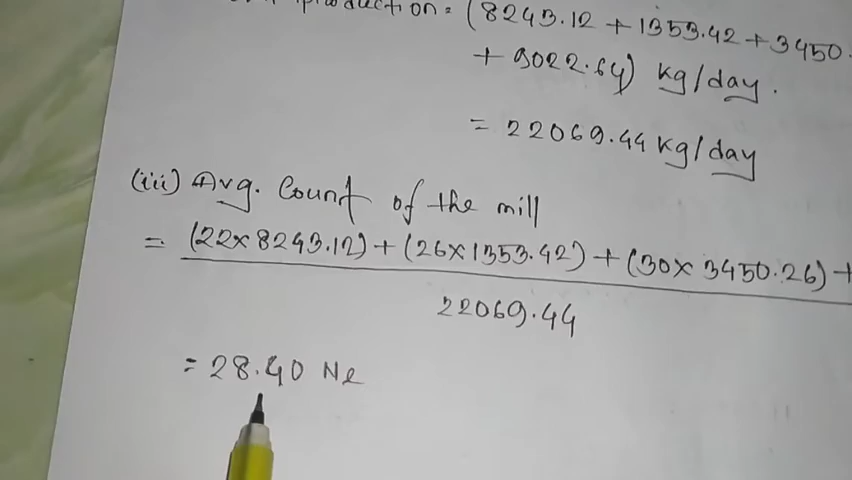 production = (8243.12 + 1353.42 + 3450.
+ 9022.64) kg/day.
= 22069.44 kg/day
(iii) Avg. Count of the mill
= (22×8243.12) + (26×1353.42) + (30×3450.26) +
22069.44
= 28.40 Ne